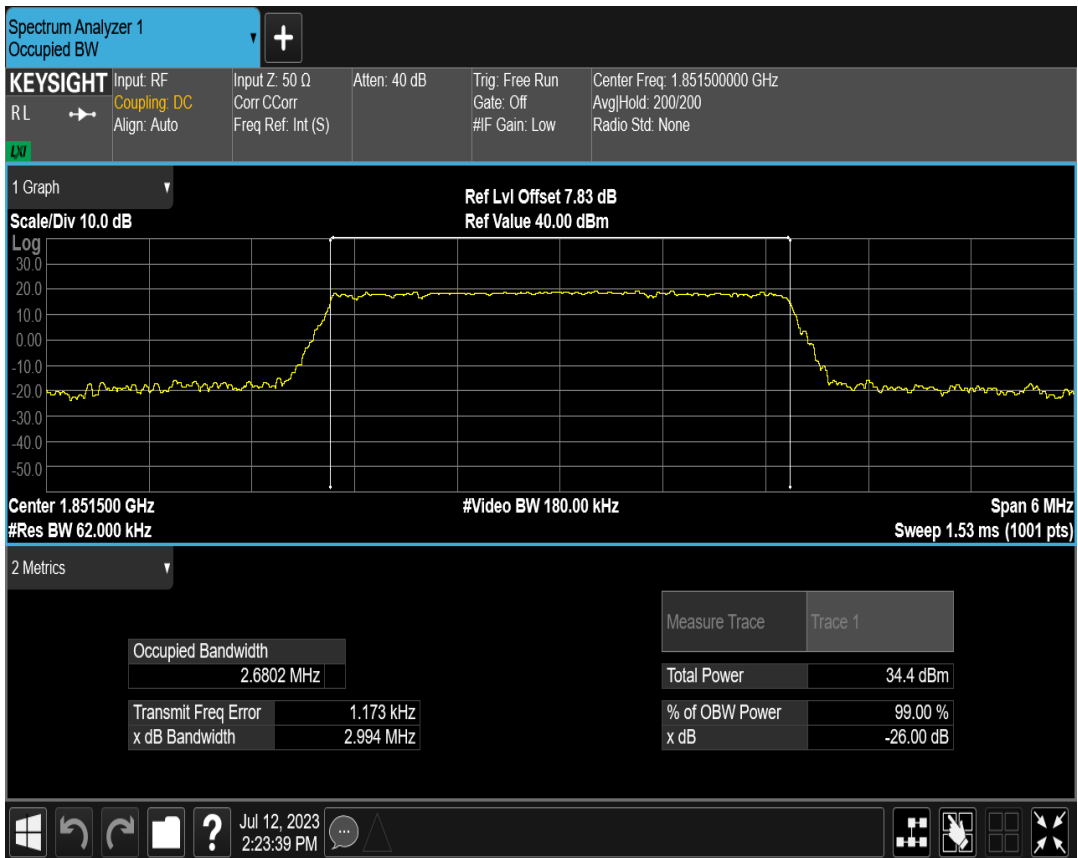 Spectrum Analyzer 1
Occupied BW
KEYSIGHT
RL
LXI
Input: RF
Coupling: DC
Align: Auto
Input Z: 50 Ω
Corr CCorr
Freq Ref: Int (S)
Atten: 40 dB
Trig: Free Run
Gate: Off
#IF Gain: Low
Center Freq: 1.851500000 GHz
Avg|Hold: 200/200
Radio Std: None
1 Graph
Scale/Div 10.0 dB
Ref Lvl Offset 7.83 dB
Ref Value 40.00 dBm
Log
30.0
20.0
10.0
0.00
-10.0
-20.0
-30.0
-40.0
-50.0
Center 1.851500 GHz
#Video BW 180.00 kHz
Span 6 MHz
#Res BW 62.000 kHz
Sweep 1.53 ms (1001 pts)
2 Metrics
Measure Trace Trace 1
Occupied Bandwidth
2.6802 MHz
Total Power 34.4 dBm
Transmit Freq Error 1.173 kHz
% of OBW Power 99.00 %
x dB Bandwidth 2.994 MHz
x dB -26.00 dB
?
Jul 12, 2023
2:23:39 PM